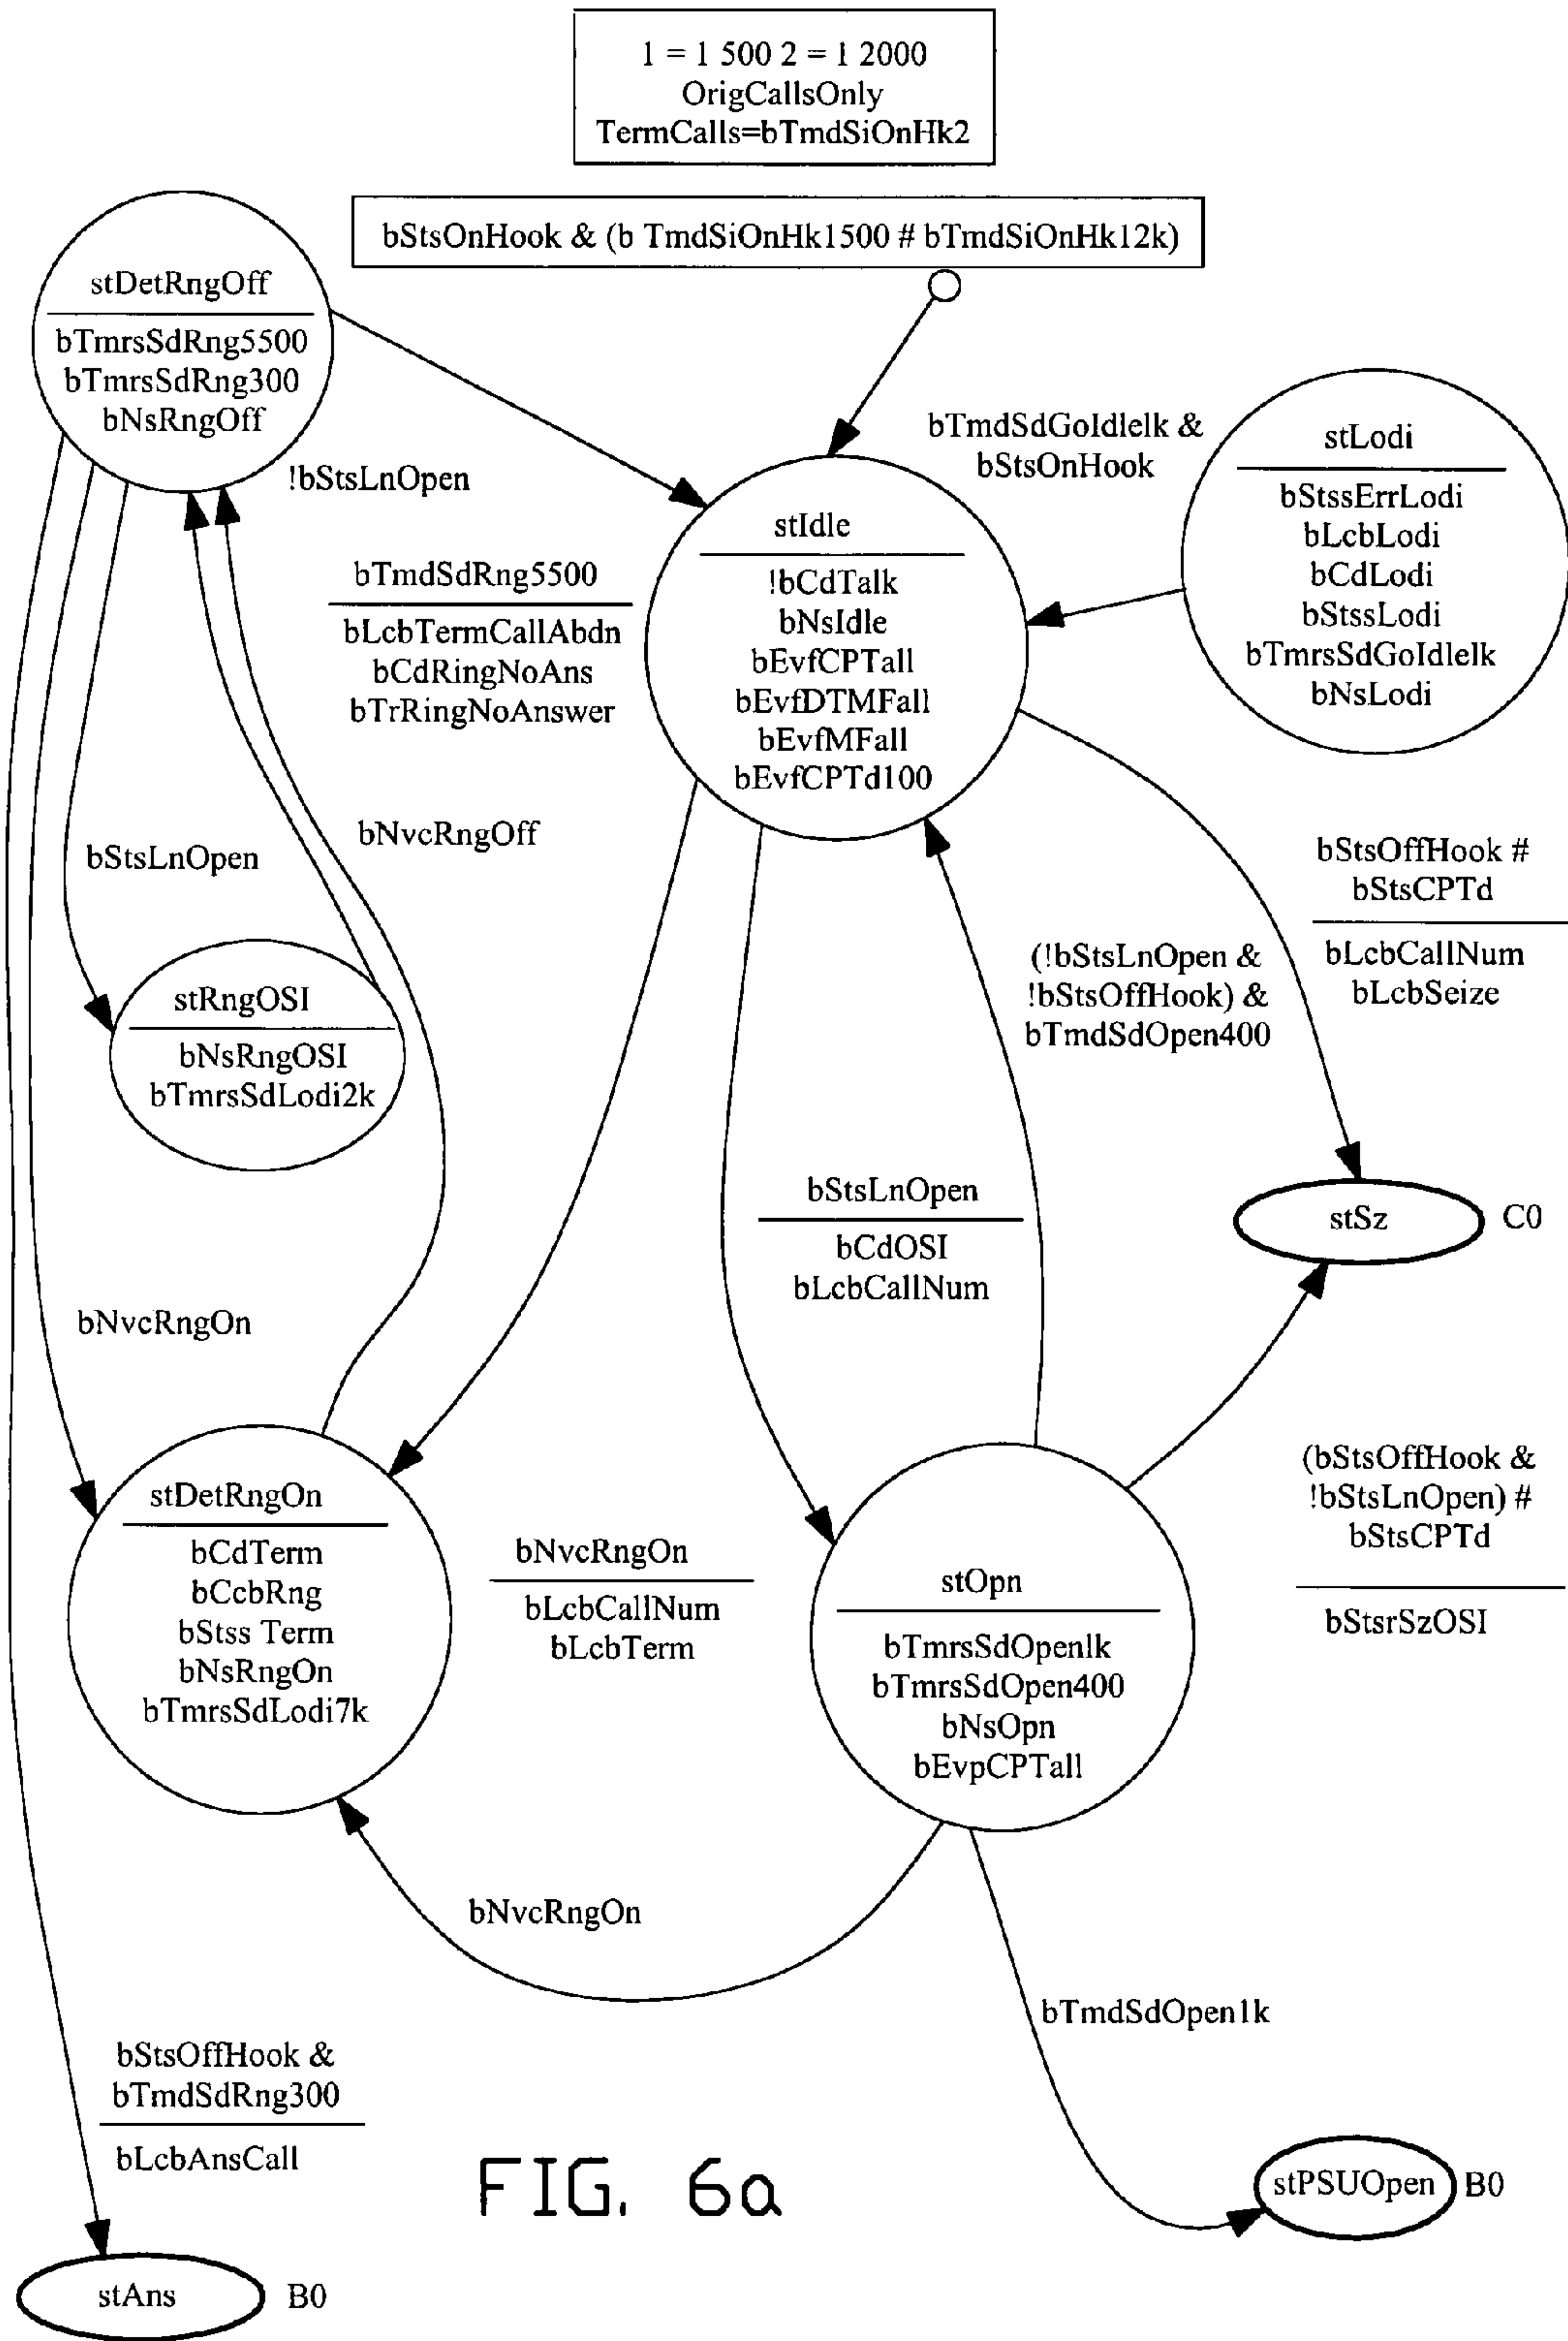 1 = 1 500 2 = 1 2000
OrigCallsOnly
TermCalls=bTmdSiOnHk2
bStsOnHook & (b TmdSiOnHk1500 # bTmdSiOnHk12k)
stDetRngOff
bTmrsSdRng5500
bTmrsSdRng300
bNsRngOff
!bStsLnOpen
bTmdSdGoIdlelk &
bStsOnHook
stLodi
bStssErrLodi
bLcbLodi
bCdLodi
bStssLodi
bTmrsSdGoIdlelk
bNsLodi
stIdle
!bCdTalk
bNsIdle
bEvfCPTall
bEvfDTMFall
bEvfMFall
bEvfCPTd100
bTmdSdRng5500
bLcbTermCallAbdn
bCdRingNoAns
bTrRingNoAnswer
bNvcRngOff
bStsLnOpen
bStsOffHook #
bStsCPTd
bLcbCallNum
bLcbSeize
(!bStsLnOpen &
!bStsOffHook) &
bTmdSdOpen400
stRngOSI
bNsRngOSI
bTmrsSdLodi2k
bStsLnOpen
bCdOSI
bLcbCallNum
stSz
C0
bNvcRngOn
stDetRngOn
bCdTerm
bCcbRng
bStss Term
bNsRngOn
bTmrsSdLodi7k
bNvcRngOn
bLcbCallNum
bLcbTerm
stOpn
bTmrsSdOpenlk
bTmrsSdOpen400
bNsOpn
bEvpCPTall
(bStsOffHook &
!bStsLnOpen) #
bStsCPTd
bStsrSzOSI
bNvcRngOn
bTmdSdOpen1k
bStsOffHook &
bTmdSdRng300
bLcbAnsCall
FIG. 6a
stPSUOpen
B0
stAns
B0